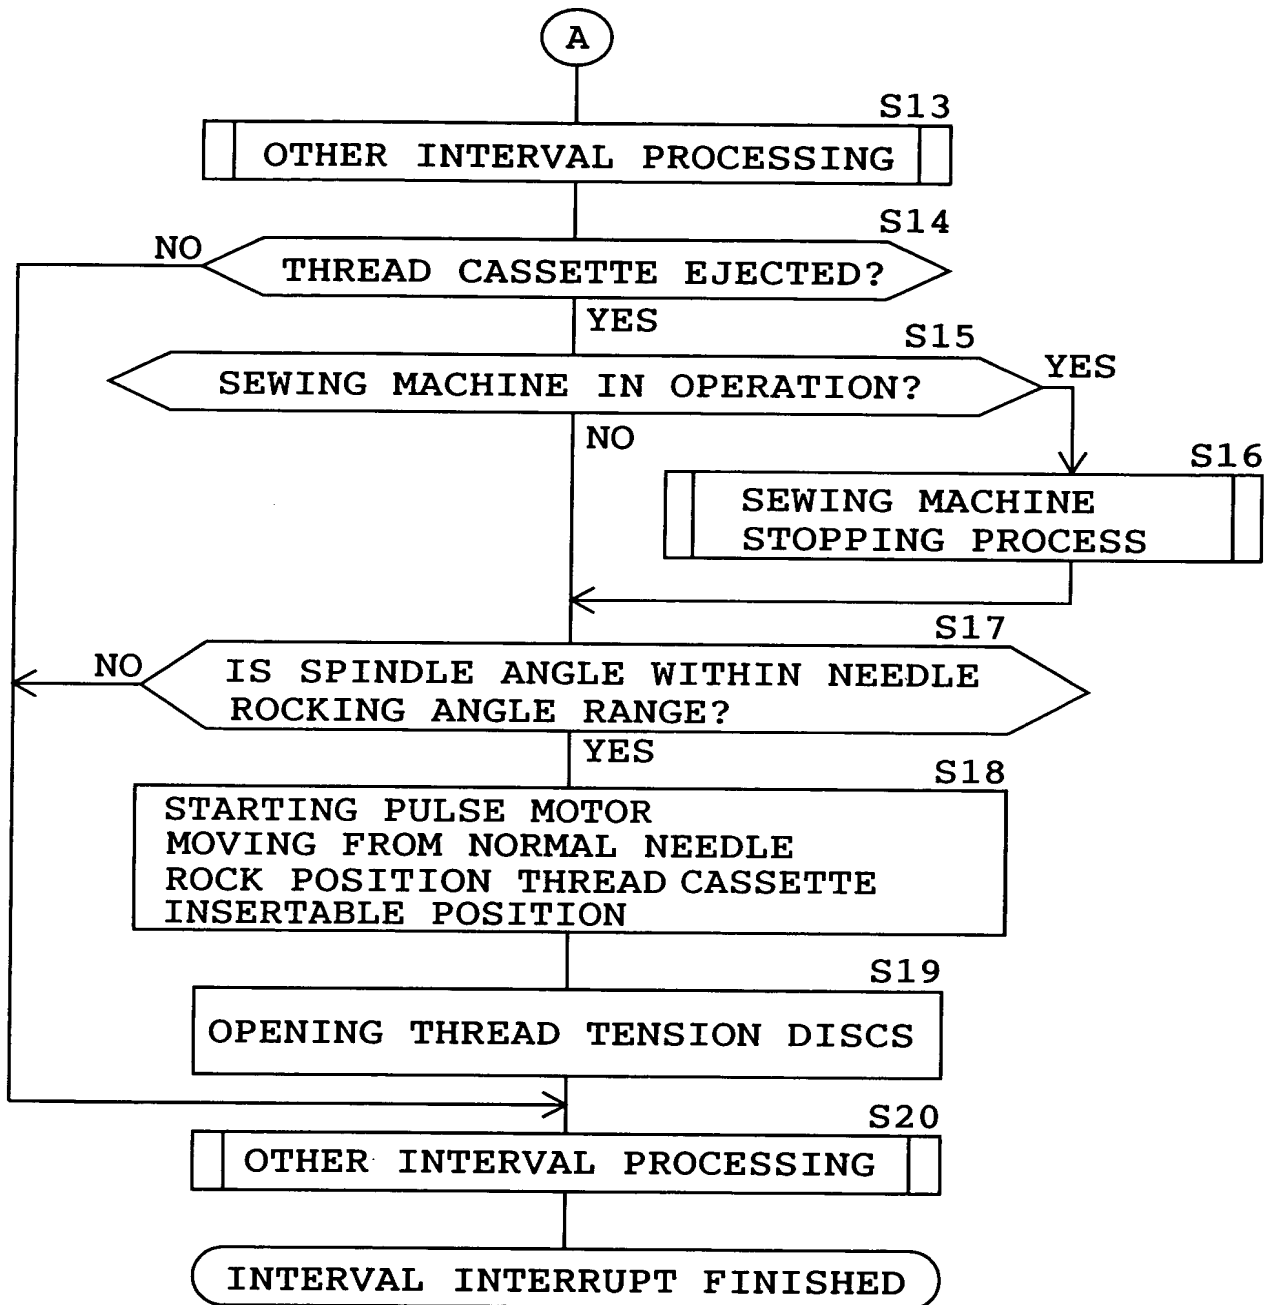 A
S13
OTHER INTERVAL PROCESSING
S14
NO
THREAD CASSETTE EJECTED?
YES
S15
YES
SEWING MACHINE IN OPERATION?
NO
S16
SEWING MACHINE
STOPPING PROCESS
S17
NO
IS SPINDLE ANGLE WITHIN NEEDLE
ROCKING ANGLE RANGE?
YES
S18
STARTING PULSE MOTOR
MOVING FROM NORMAL NEEDLE
ROCK POSITION THREAD CASSETTE
INSERTABLE POSITION
S19
OPENING THREAD TENSION DISCS
S20
OTHER INTERVAL PROCESSING
INTERVAL INTERRUPT FINISHED